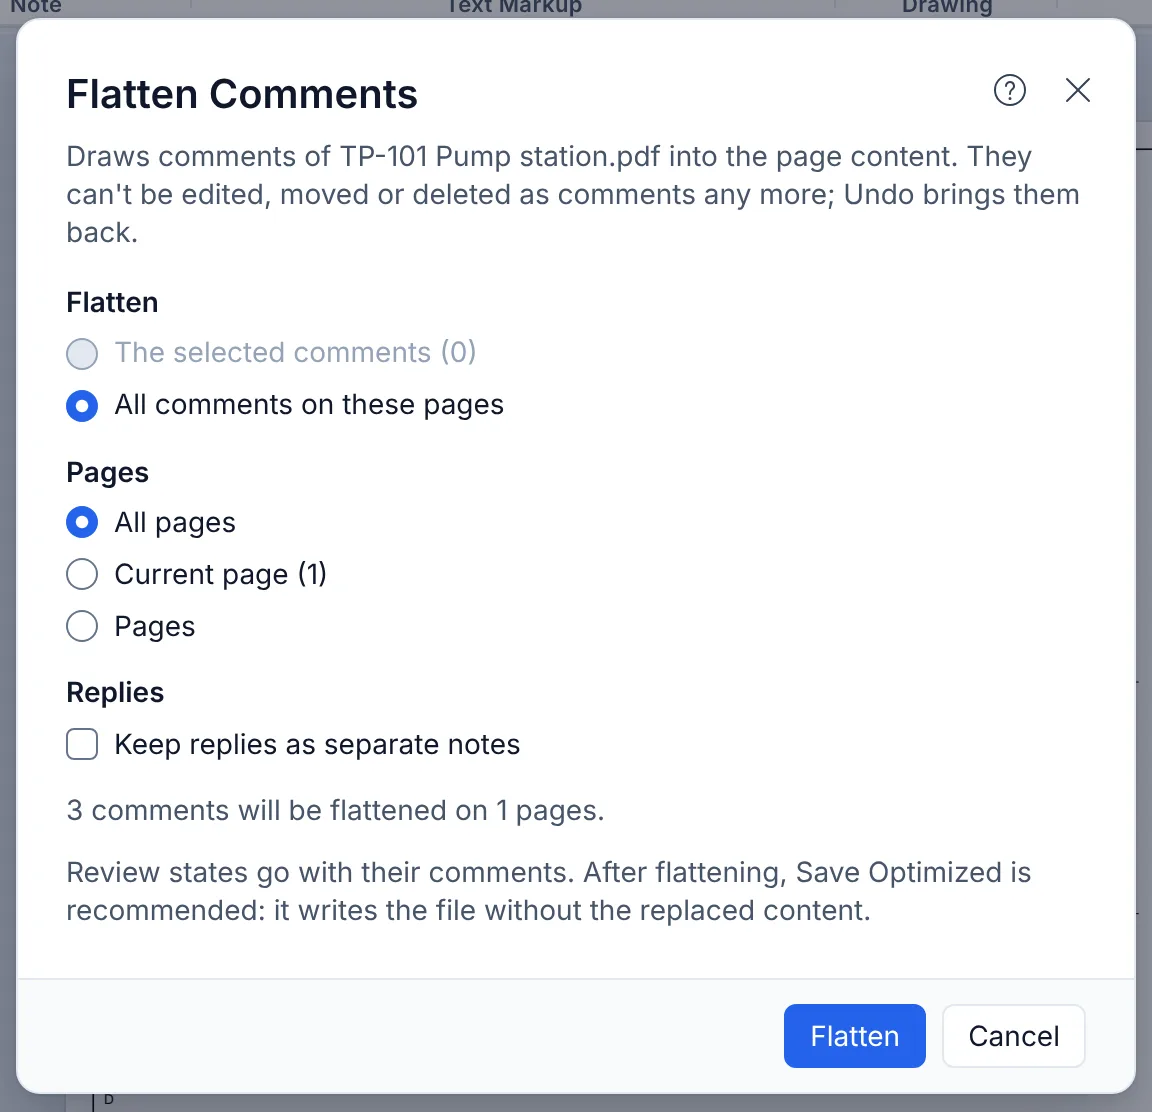 Note Text Markup Drawing
Flatten Comments
Draws comments of TP-101 Pump station.pdf into the page content. They
can't be edited, moved or deleted as comments any more; Undo brings them
back.
Flatten
The selected comments (0)
All comments on these pages
Pages
All pages
Current page (1)
Pages
Replies
Keep replies as separate notes
3 comments will be flattened on 1 pages.
Review states go with their comments. After flattening, Save Optimized is
recommended: it writes the file without the replaced content.
Flatten Cancel